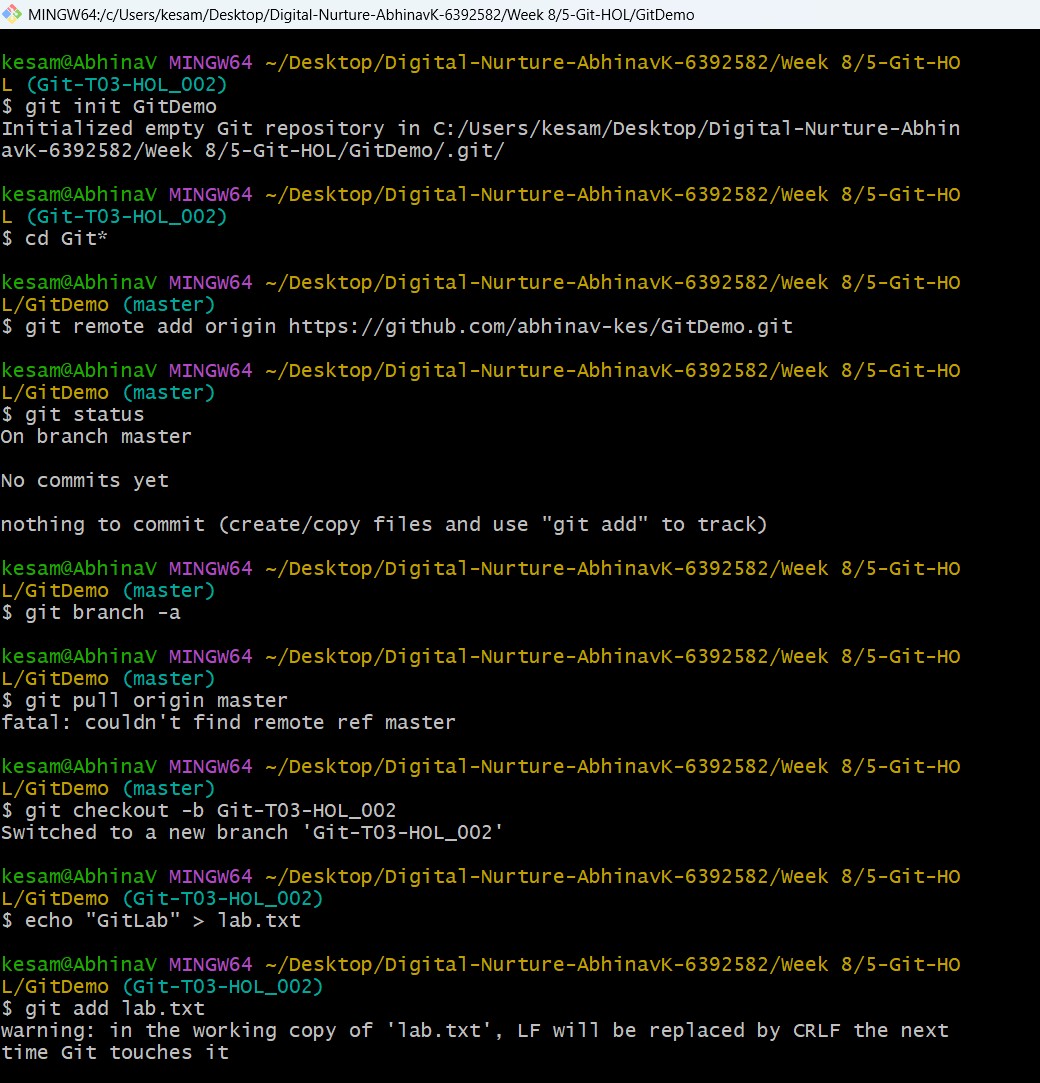 MINGW64:/c/Users/kesam/Desktop/Digital-Nurture-AbhinavK-6392582/Week 8/5-Git-HOL/GitDemo
kesam@AbhinaV MINGW64 ~/Desktop/Digital-Nurture-AbhinavK-6392582/Week 8/5-Git-HO
L (Git-T03-HOL_002)
$ git init GitDemo
Initialized empty Git repository in C:/Users/kesam/Desktop/Digital-Nurture-Abhin
avK-6392582/Week 8/5-Git-HOL/GitDemo/.git/
kesam@AbhinaV MINGW64 ~/Desktop/Digital-Nurture-AbhinavK-6392582/Week 8/5-Git-HO
L (Git-T03-HOL_002)
$ cd Git*
kesam@AbhinaV MINGW64 ~/Desktop/Digital-Nurture-AbhinavK-6392582/Week 8/5-Git-HO
L/GitDemo (master)
$ git remote add origin https://github.com/abhinav-kes/GitDemo.git
kesam@AbhinaV MINGW64 ~/Desktop/Digital-Nurture-AbhinavK-6392582/Week 8/5-Git-HO
L/GitDemo (master)
$ git status
On branch master
No commits yet
nothing to commit (create/copy files and use "git add" to track)
kesam@AbhinaV MINGW64 ~/Desktop/Digital-Nurture-AbhinavK-6392582/Week 8/5-Git-HO
L/GitDemo (master)
$ git branch -a
kesam@AbhinaV MINGW64 ~/Desktop/Digital-Nurture-AbhinavK-6392582/Week 8/5-Git-HO
L/GitDemo (master)
$ git pull origin master
fatal: couldn't find remote ref master
kesam@AbhinaV MINGW64 ~/Desktop/Digital-Nurture-AbhinavK-6392582/Week 8/5-Git-HO
L/GitDemo (master)
$ git checkout -b Git-T03-HOL_002
Switched to a new branch 'Git-T03-HOL_002'
kesam@AbhinaV MINGW64 ~/Desktop/Digital-Nurture-AbhinavK-6392582/Week 8/5-Git-HO
L/GitDemo (Git-T03-HOL_002)
$ echo "GitLab" > lab.txt
kesam@AbhinaV MINGW64 ~/Desktop/Digital-Nurture-AbhinavK-6392582/Week 8/5-Git-HO
L/GitDemo (Git-T03-HOL_002)
$ git add lab.txt
warning: in the working copy of 'lab.txt', LF will be replaced by CRLF the next
time Git touches it